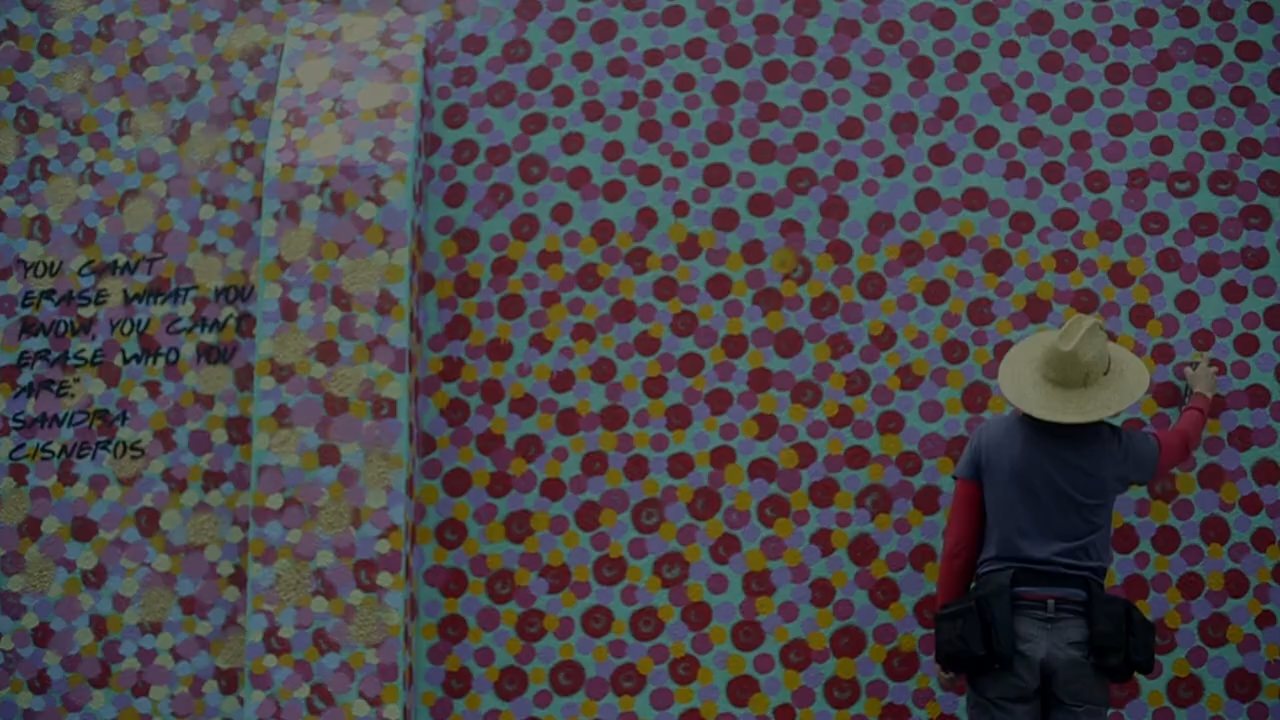 YOU CAN'T
ERASE WHAT YOU
KNOW, YOU CAN'T
ERASE WHO YOU
ARE."
SANDRA
CISNEROS